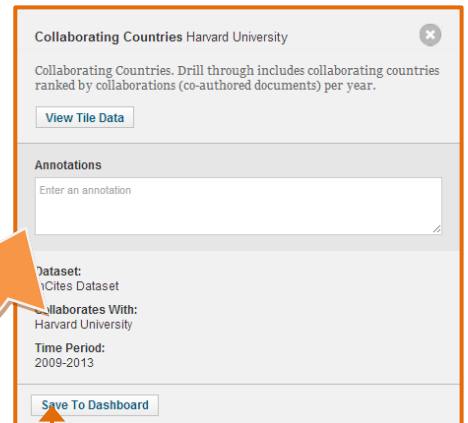 Collaborating Countries Harvard University
Collaborating Countries. Drill through includes collaborating countries
ranked by collaborations (co-authored documents) per year.
View Tile Data
Annotations
Enter an annotation
Dataset:
InCites Dataset
Collaborates With:
Harvard University
Time Period:
2009-2013
Save To Dashboard